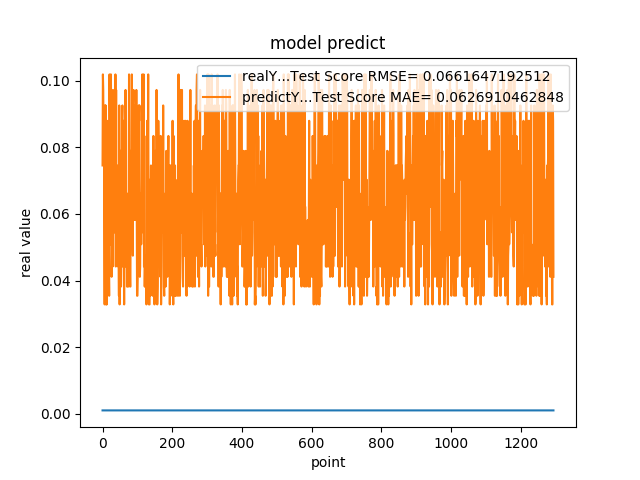 model predict
realY...Test Score RMSE= 0.0661647192512
predictY...Test Score MAE= 0.0626910462848
0.10
0.08
0.06
0.04
0.02
0.00
real value
0 200 400 600 800 1000 1200
point